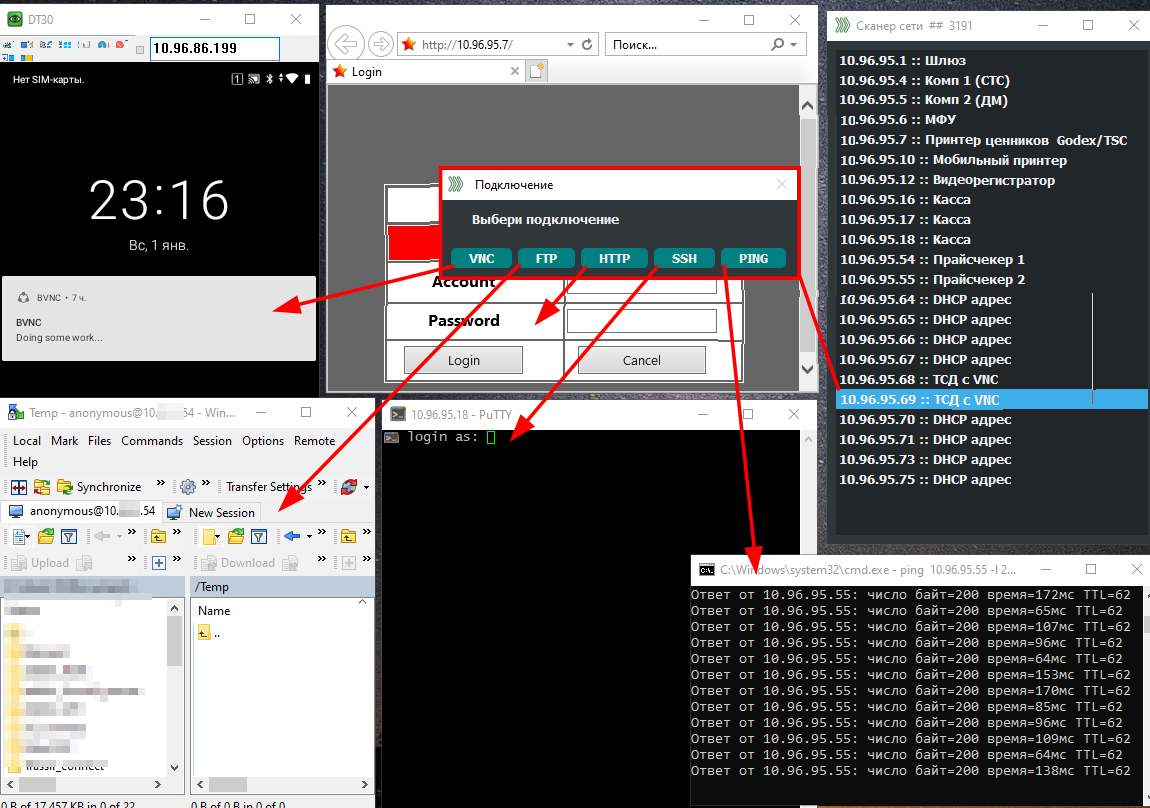 DT30
10.96.86.199
Нет SIM-карты.
1
23:16
Вс, 1 янв.
BVNC • 7 ч.
BVNC
Doing some work...
http://10.96.95.7/
Поиск...
Login
Account
Password
Login
Cancel
Подключение
Выбери подключение
VNC
FTP
HTTP
SSH
PING
Сканер сети ## 3191
10.96.95.1 :: Шлюз
10.96.95.4 :: Комп 1 (СТС)
10.96.95.5 :: Комп 2 (ДМ)
10.96.95.6 :: МФУ
10.96.95.7 :: Принтер ценников Godex/TSC
10.96.95.10 :: Мобильный принтер
10.96.95.12 :: Видеорегистратор
10.96.95.16 :: Касса
10.96.95.17 :: Касса
10.96.95.18 :: Касса
10.96.95.54 :: Прайсчекер 1
10.96.95.55 :: Прайсчекер 2
10.96.95.64 :: DHCP адрес
10.96.95.65 :: DHCP адрес
10.96.95.66 :: DHCP адрес
10.96.95.67 :: DHCP адрес
10.96.95.68 :: ТСД с VNC
10.96.95.69 :: ТСД с VNC
10.96.95.70 :: DHCP адрес
10.96.95.71 :: DHCP адрес
10.96.95.73 :: DHCP адрес
10.96.95.75 :: DHCP адрес
Temp - anonymous@10. 54 - Win...
Local Mark Files Commands Session Options Remote
Help
Synchronize
Transfer Settings
anonymous@10. .54
New Session
Upload
Download
/Temp
Name
..
0 B of 17 457 KB in 0 of 22
0 B of 0 B in 0 of 0
10.96.95.18 - PuTTY
login as:
C:\Windows\system32\cmd.exe - ping 10.96.95.55 -l 2...
Ответ от 10.96.95.55: число байт=200 время=172мс TTL=62
Ответ от 10.96.95.55: число байт=200 время=65мс TTL=62
Ответ от 10.96.95.55: число байт=200 время=107мс TTL=62
Ответ от 10.96.95.55: число байт=200 время=96мс TTL=62
Ответ от 10.96.95.55: число байт=200 время=64мс TTL=62
Ответ от 10.96.95.55: число байт=200 время=153мс TTL=62
Ответ от 10.96.95.55: число байт=200 время=170мс TTL=62
Ответ от 10.96.95.55: число байт=200 время=85мс TTL=62
Ответ от 10.96.95.55: число байт=200 время=96мс TTL=62
Ответ от 10.96.95.55: число байт=200 время=109мс TTL=62
Ответ от 10.96.95.55: число байт=200 время=64мс TTL=62
Ответ от 10.96.95.55: число байт=200 время=138мс TTL=62